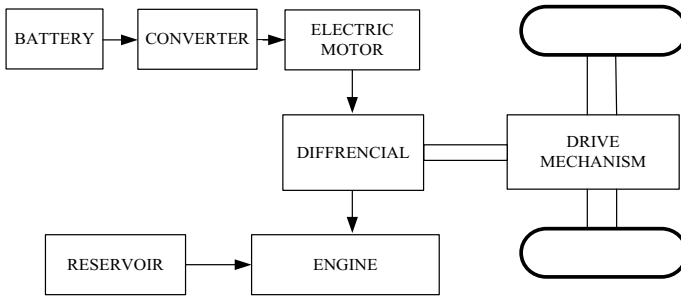 BATTERY
CONVERTER
ELECTRIC
MOTOR
DIFFRENCIAL
DRIVE
MECHANISM
RESERVOIR
ENGINE